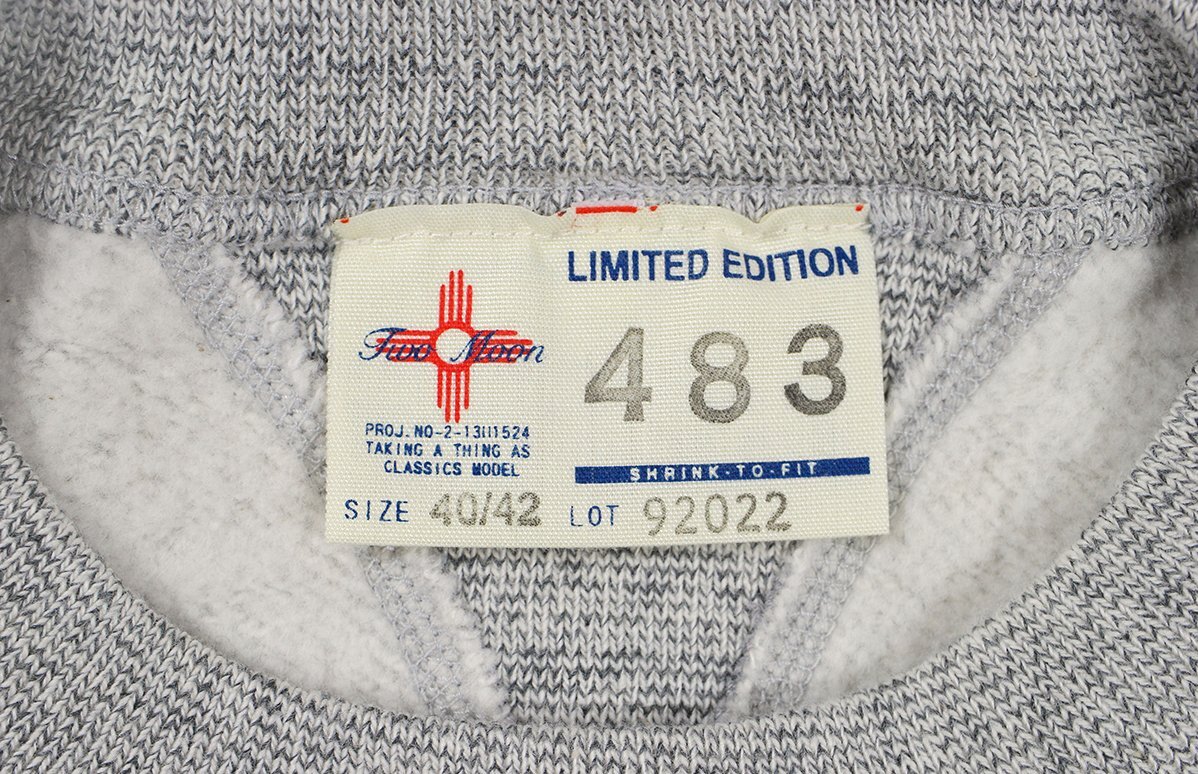 Two Moon
PROJ.NO-2-13111524
TAKING A THING AS
CLASSICS MODEL
SIZE 40/42
LIMITED EDITION
483
SHRINK-TO-FIT
LOT 92022